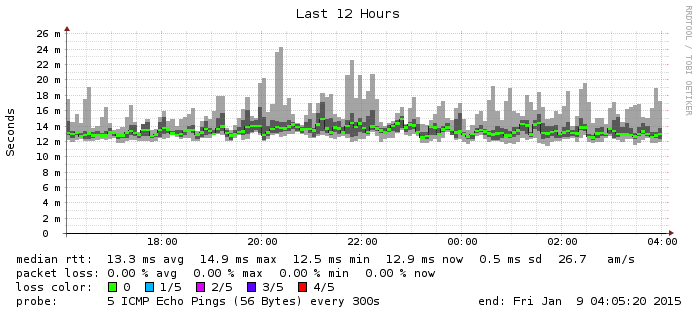 Last 12 Hours
RRDTOOL / TOBI OETIKER
Seconds
26 m
24 m
22 m
20 m
18 m
16 m
14 m
12 m
10 m
8 m
6 m
4 m
2 m
0
18:00 20:00 22:00 00:00 02:00 04:00
median rtt: 13.3 ms avg 14.9 ms max 12.5 ms min 12.9 ms now 0.5 ms sd 26.7 am/s
packet loss: 0.00 % avg 0.00 % max 0.00 % min 0.00 % now
loss color: 0 1/5 2/5 3/5 4/5
probe: 5 ICMP Echo Pings (56 Bytes) every 300s end: Fri Jan 9 04:05:20 2015